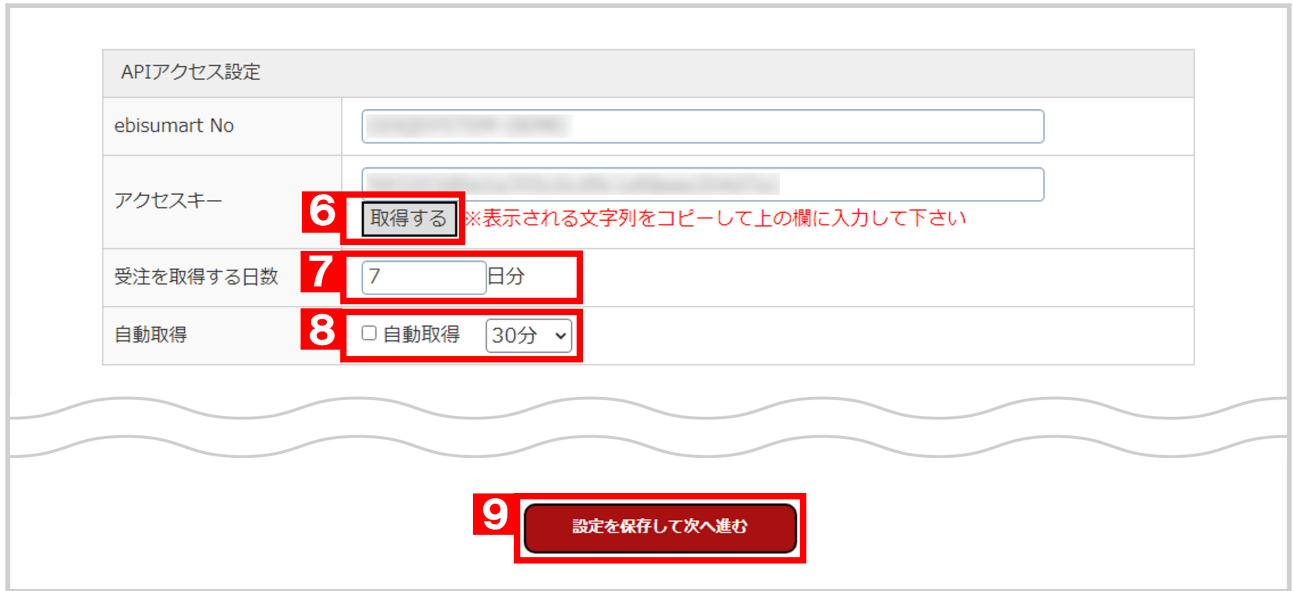 APIアクセス設定
ebisumart No
アクセスキー
6 取得する ※表示される文字列をコピーして上の欄に入力して下さい
受注を取得する日数 7 7 日分
自動取得 8 自動取得 30分
9 設定を保存して次へ進む